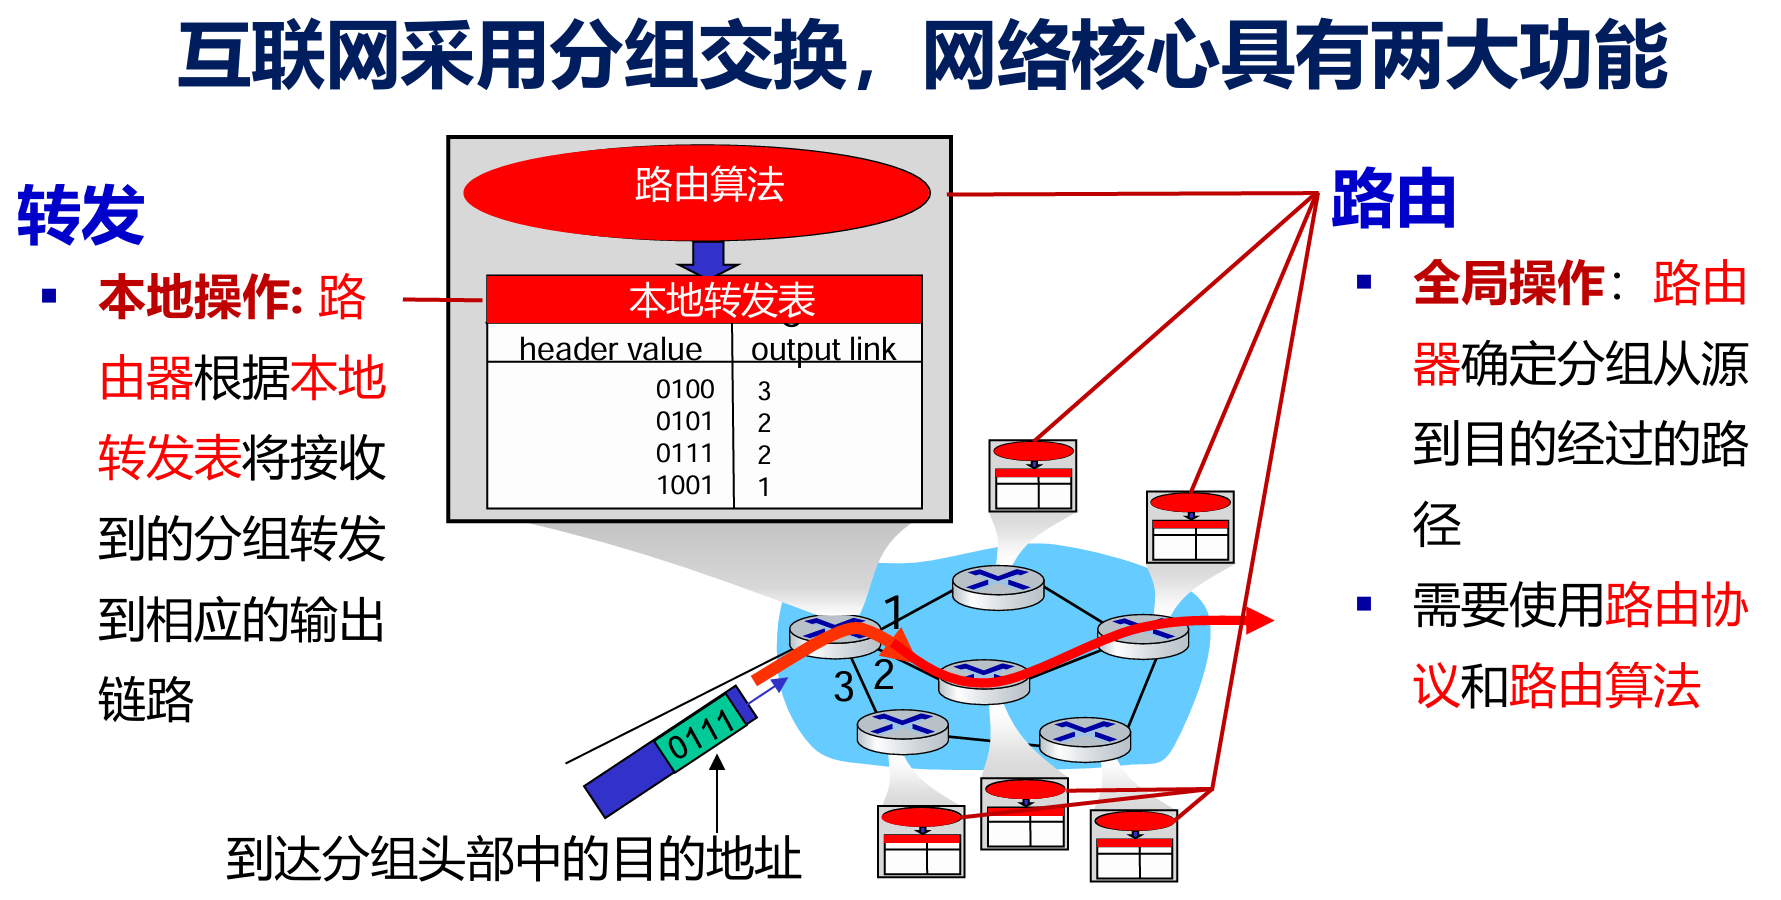 互联网采用分组交换，网络核心具有两大功能
转发
本地操作: 路
由器根据本地
转发表将接收
到的分组转发
到相应的输出
链路
路由算法
本地转发表
header value output link
0100 3
0101 2
0111 2
1001 1
路由
全局操作：路由
器确定分组从源
到目的经过的路
径
需要使用路由协
议和路由算法
1
2
3
0111
到达分组头部中的目的地址